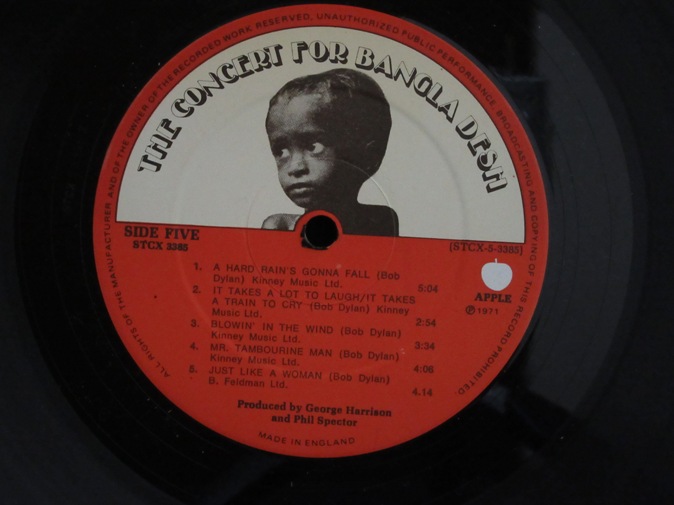 ALL RIGHTS OF THE MANUFACTURER AND OF THE OWNER OF THE RECORDED WORK RESERVED, UNAUTHORIZED PUBLIC PERFORMANCE, BROADCASTING AND COPYING OF THIS RECORD PROHIBITED.
THE CONCERT FOR BANGLA DESH
SIDE FIVE
STCX 3385
(STCX-5-3385)
1. A HARD RAIN'S GONNA FALL (Bob
Dylan) Kinney Music Ltd. 5:04
2. IT TAKES A LOT TO LAUGH/IT TAKES
A TRAIN TO CRY (Bob Dylan) Kinney
Music Ltd. 2:54
3. BLOWIN' IN THE WIND (Bob Dylan)
Kinney Music Ltd. 3:34
4. MR. TAMBOURINE MAN (Bob Dylan)
Kinney Music Ltd. 4:06
5. JUST LIKE A WOMAN (Bob Dylan)
B. Feldman Ltd. 4.14
APPLE
℗1971
Produced by George Harrison
and Phil Spector
MADE IN ENGLAND